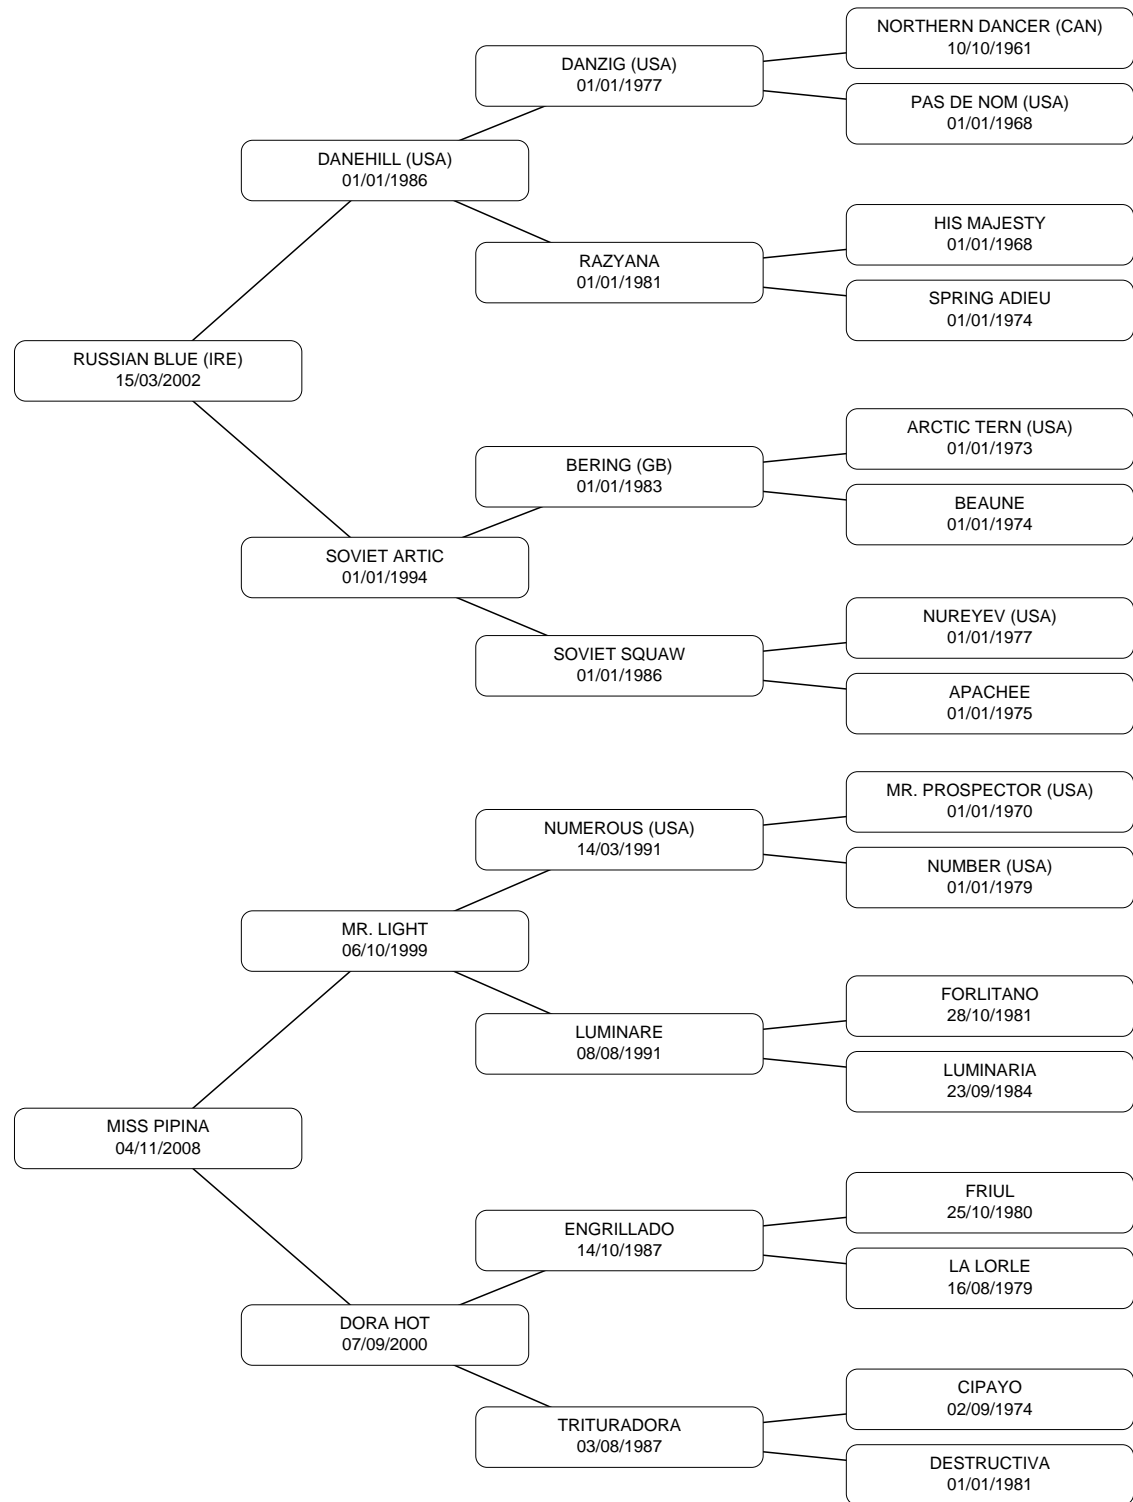 NORTHERN DANCER (CAN)
10/10/1961
DANZIG (USA)
01/01/1977
PAS DE NOM (USA)
01/01/1968
DANEHILL (USA)
01/01/1986
HIS MAJESTY
01/01/1968
RAZYANA
01/01/1981
SPRING ADIEU
01/01/1974
RUSSIAN BLUE (IRE)
15/03/2002
ARCTIC TERN (USA)
01/01/1973
BERING (GB)
01/01/1983
BEAUNE
01/01/1974
SOVIET ARTIC
01/01/1994
NUREYEV (USA)
01/01/1977
SOVIET SQUAW
01/01/1986
APACHEE
01/01/1975
MR. PROSPECTOR (USA)
01/01/1970
NUMEROUS (USA)
14/03/1991
NUMBER (USA)
01/01/1979
MR. LIGHT
06/10/1999
FORLITANO
28/10/1981
LUMINARE
08/08/1991
LUMINARIA
23/09/1984
MISS PIPINA
04/11/2008
FRIUL
25/10/1980
ENGRILLADO
14/10/1987
LA LORLE
16/08/1979
DORA HOT
07/09/2000
CIPAYO
02/09/1974
TRITURADORA
03/08/1987
DESTRUCTIVA
01/01/1981